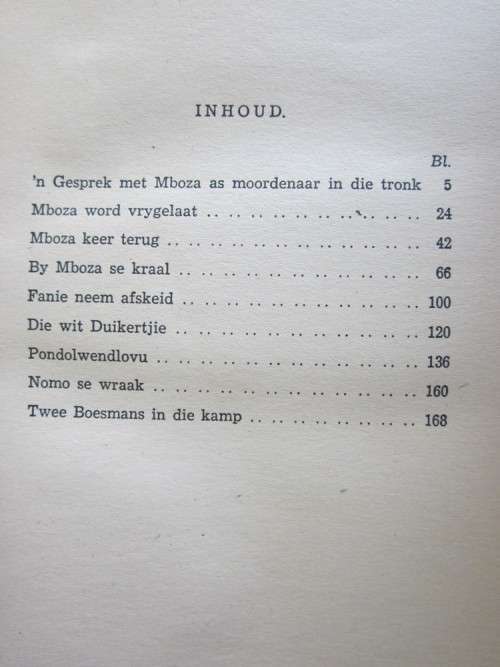 INHOUD.
Bl.
'n Gesprek met Mboza as moordenaar in die tronk 5
Mboza word vrygelaat .. .. .. .. .. .. .. .. .. 24
Mboza keer terug .. .. .. .. .. .. .. .. .. .. 42
By Mboza se kraal .. .. .. .. .. .. .. .. .. .. 66
Fanie neem afskeid .. .. .. .. .. .. .. .. .. .. 100
Die wit Duikertjie .. .. .. .. .. .. .. .. .. .. 120
Pondolwendlovu .. .. .. .. .. .. .. .. .. .. .. 136
Nomo se wraak .. .. .. .. .. .. .. .. .. .. .. 160
Twee Boesmans in die kamp .. .. .. .. .. .. .. 168